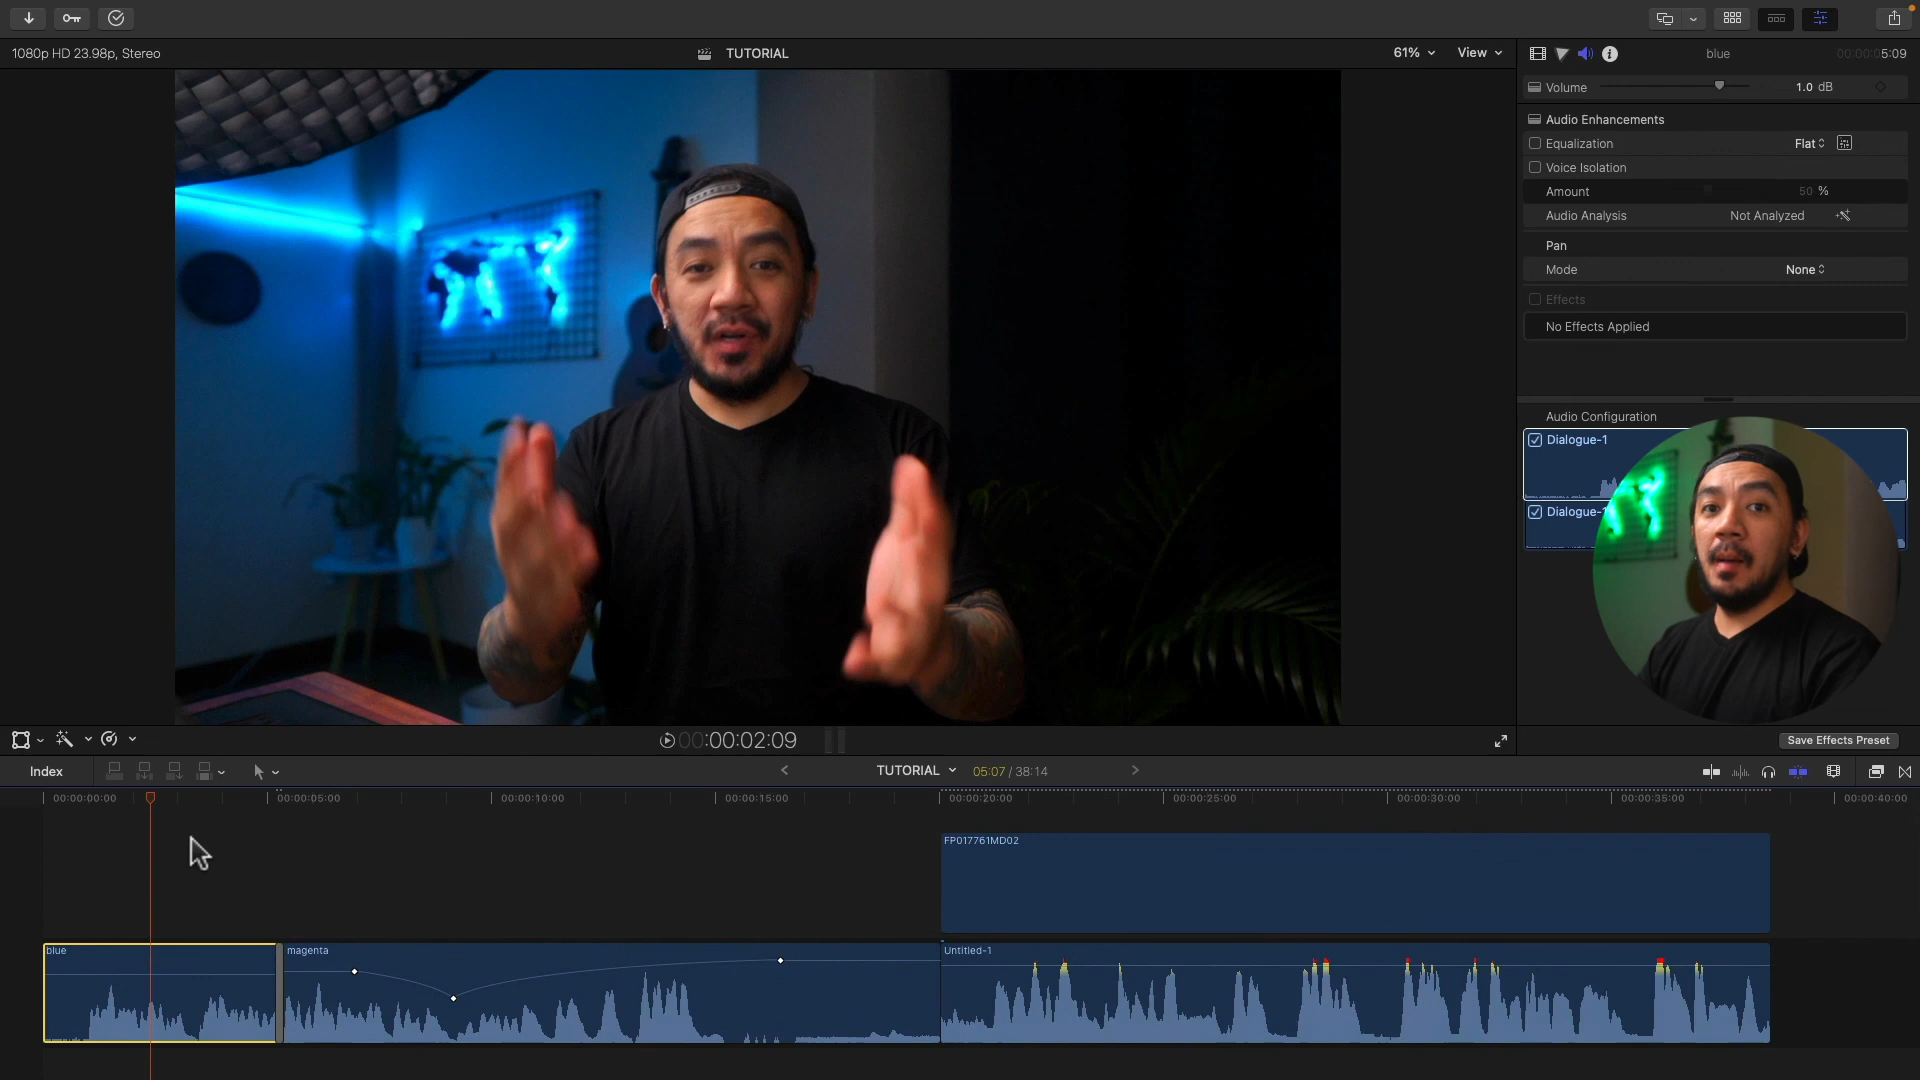 1080p HD 23.98p, Stereo
TUTORIAL
61%
View
blue
00:00:05:09
Volume
1.0 dB
Audio Enhancements
Equalization
Flat
Voice Isolation
Amount
50 %
Audio Analysis
Not Analyzed
Pan
Mode
None
Effects
No Effects Applied
Audio Configuration
Dialogue-1
Dialogue-
00:00:02:09
Save Effects Preset
Index
TUTORIAL
05:07 / 38:14
00:00:00:00
00:00:05:00
00:00:10:00
00:00:15:00
00:00:20:00
00:00:25:00
00:00:30:00
00:00:35:00
00:00:40:00
FP017761MD02
blue
magenta
Untitled-1